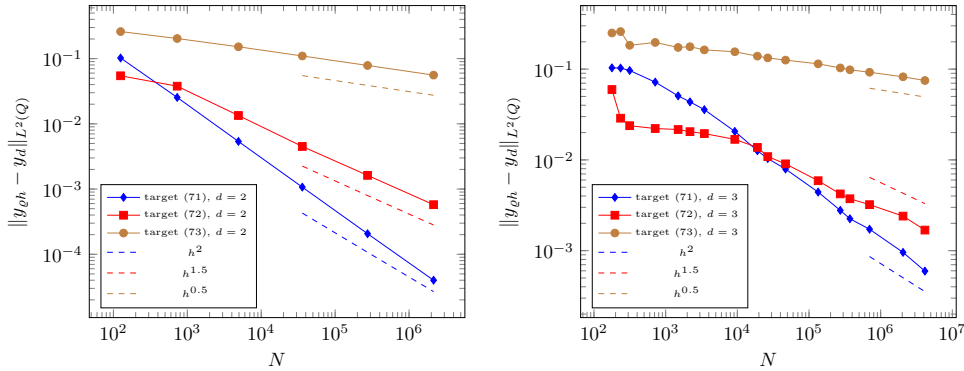 10^{-1}
10^{-2}
10^{-3}
10^{-4}
‖y_{ϱh} − y_d‖_{L^2(Q)}
target (71), d = 2
target (72), d = 2
target (73), d = 2
h^2
h^{1.5}
h^{0.5}
10^2 10^3 10^4 10^5 10^6
N
10^{-1}
10^{-2}
10^{-3}
‖y_{ϱh} − y_d‖_{L^2(Q)}
target (71), d = 3
target (72), d = 3
target (73), d = 3
h^2
h^{1.5}
h^{0.5}
10^2 10^3 10^4 10^5 10^6 10^7
N